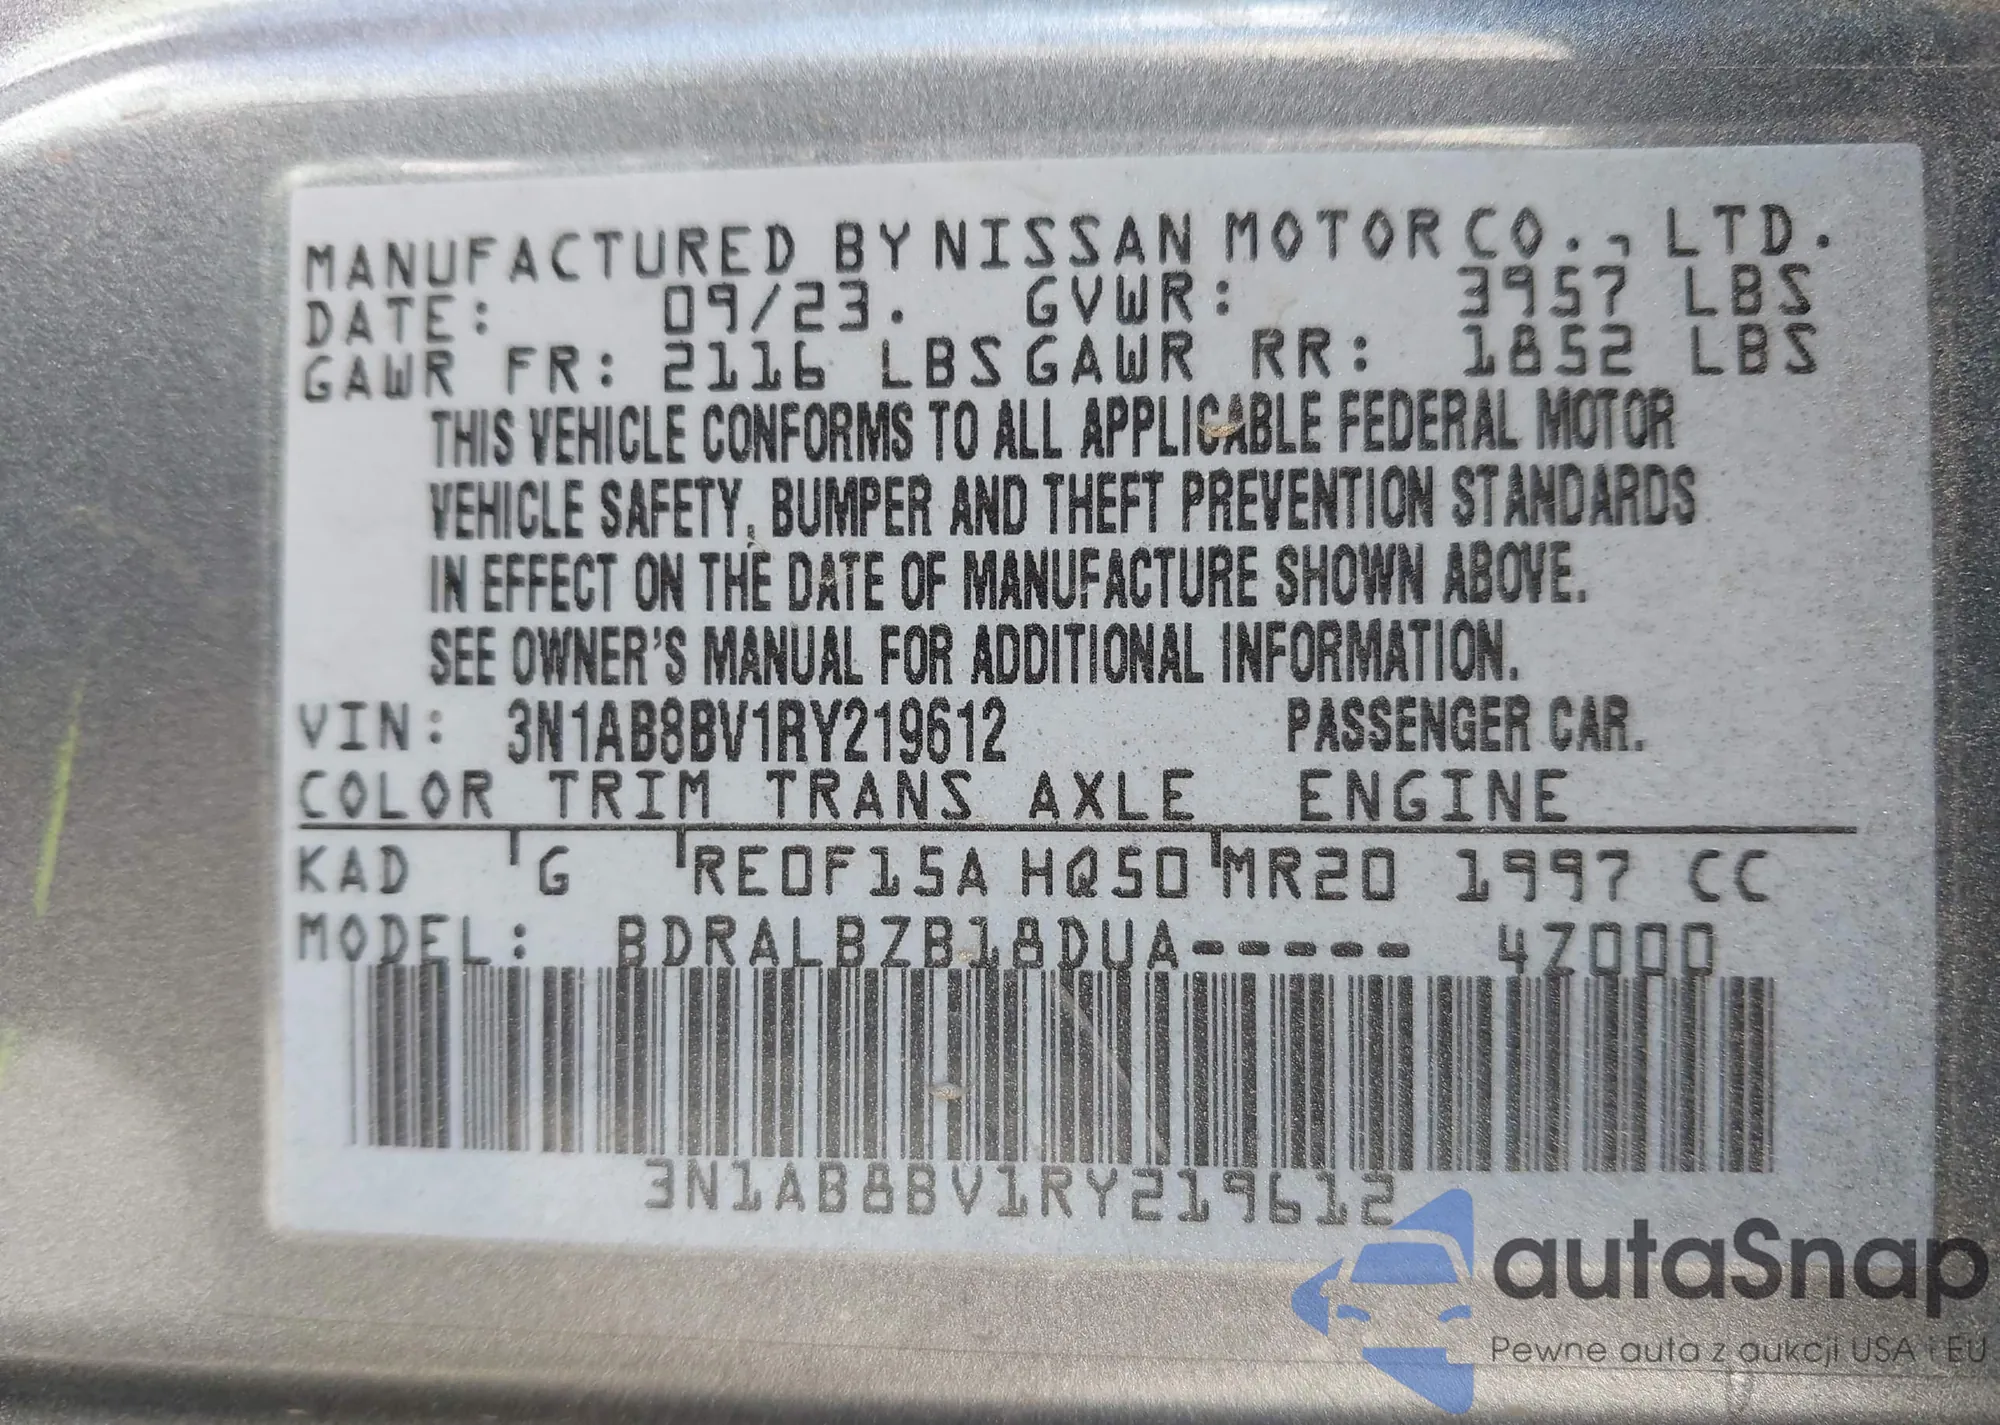 MANUFACTURED BY NISSAN MOTOR CO., LTD.
DATE: 09/23. GVWR: 3957 LBS
GAWR FR: 2116 LBS GAWR RR: 1852 LBS
THIS VEHICLE CONFORMS TO ALL APPLICABLE FEDERAL MOTOR
VEHICLE SAFETY, BUMPER AND THEFT PREVENTION STANDARDS
IN EFFECT ON THE DATE OF MANUFACTURE SHOWN ABOVE.
SEE OWNER'S MANUAL FOR ADDITIONAL INFORMATION.
VIN: 3N1AB8BV1RY219612 PASSENGER CAR.
COLOR TRIM TRANS AXLE ENGINE
KAD G RE0F15A HQ50 MR20 1997 CC
MODEL: BDRALBZB18DUA----- 4Z000
3N1AB8BV1RY219612
autaSnap
Pewne auta z aukcji USA i EU